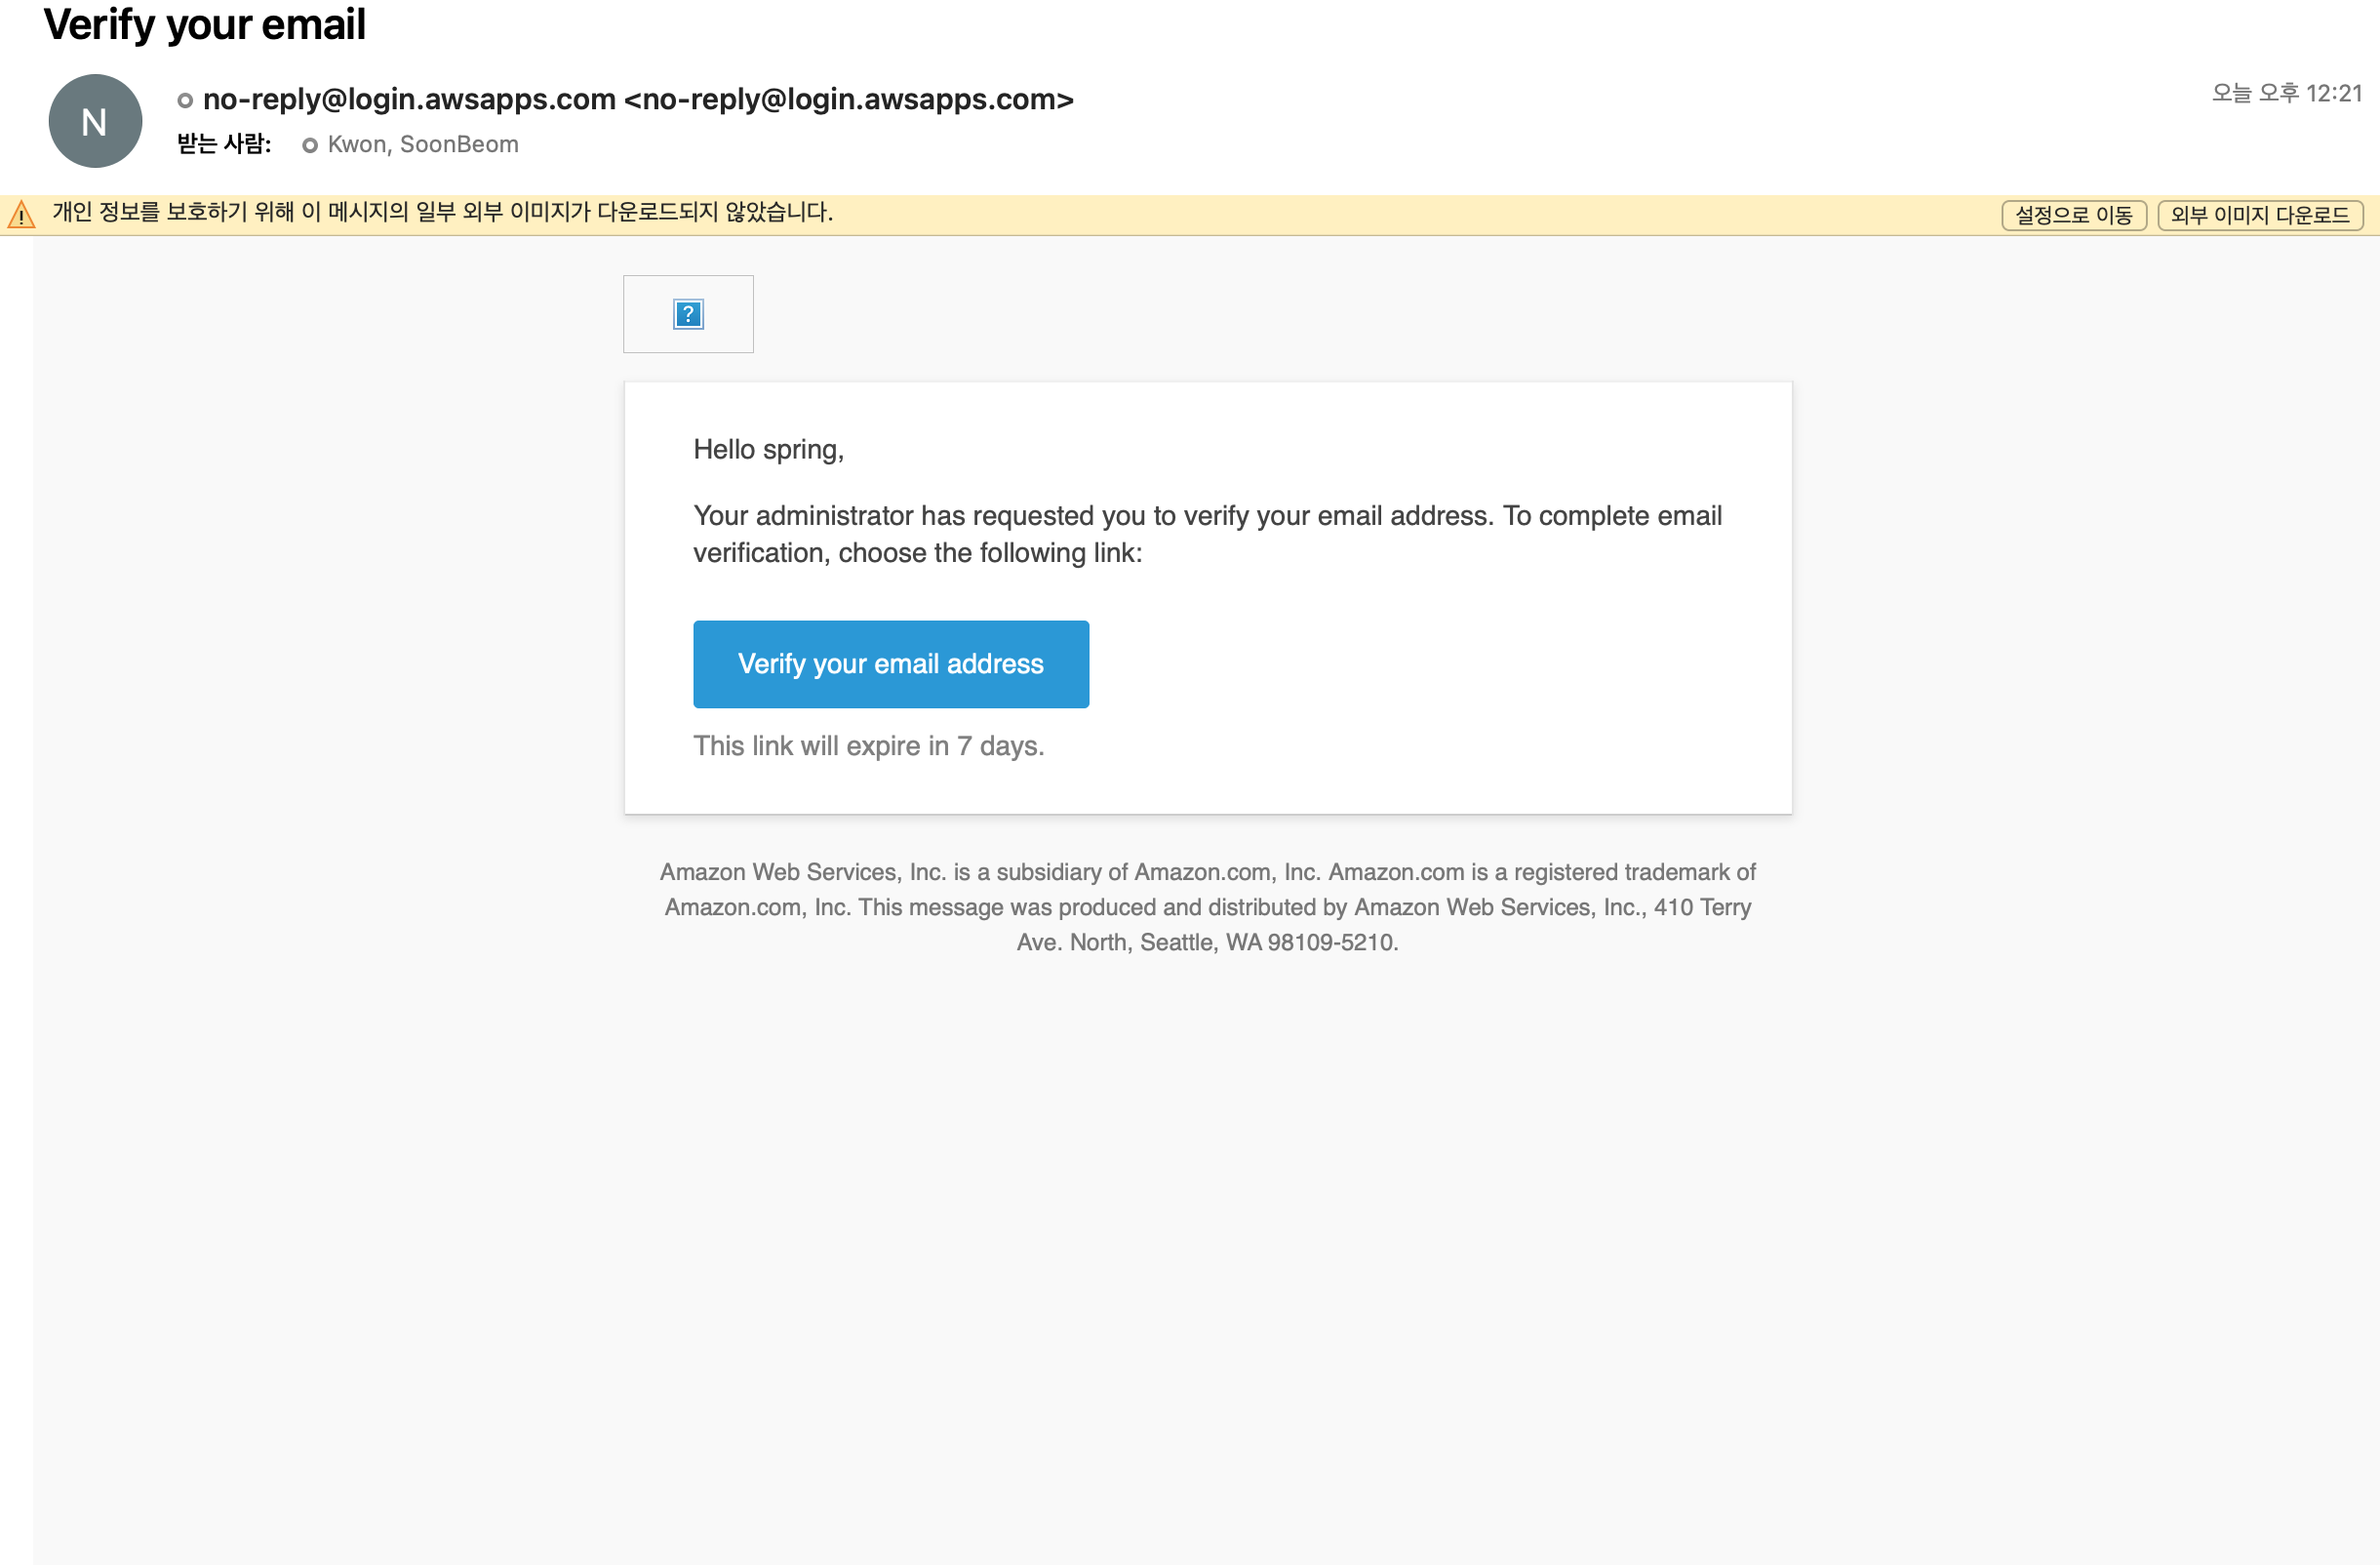 Verify your email
N
no-reply@login.awsapps.com <no-reply@login.awsapps.com>
오늘 오후 12:21
받는 사람: Kwon, SoonBeom
개인 정보를 보호하기 위해 이 메시지의 일부 외부 이미지가 다운로드되지 않았습니다.
설정으로 이동
외부 이미지 다운로드
?
Hello spring,
Your administrator has requested you to verify your email address. To complete email
verification, choose the following link:
Verify your email address
This link will expire in 7 days.
Amazon Web Services, Inc. is a subsidiary of Amazon.com, Inc. Amazon.com is a registered trademark of
Amazon.com, Inc. This message was produced and distributed by Amazon Web Services, Inc., 410 Terry
Ave. North, Seattle, WA 98109-5210.